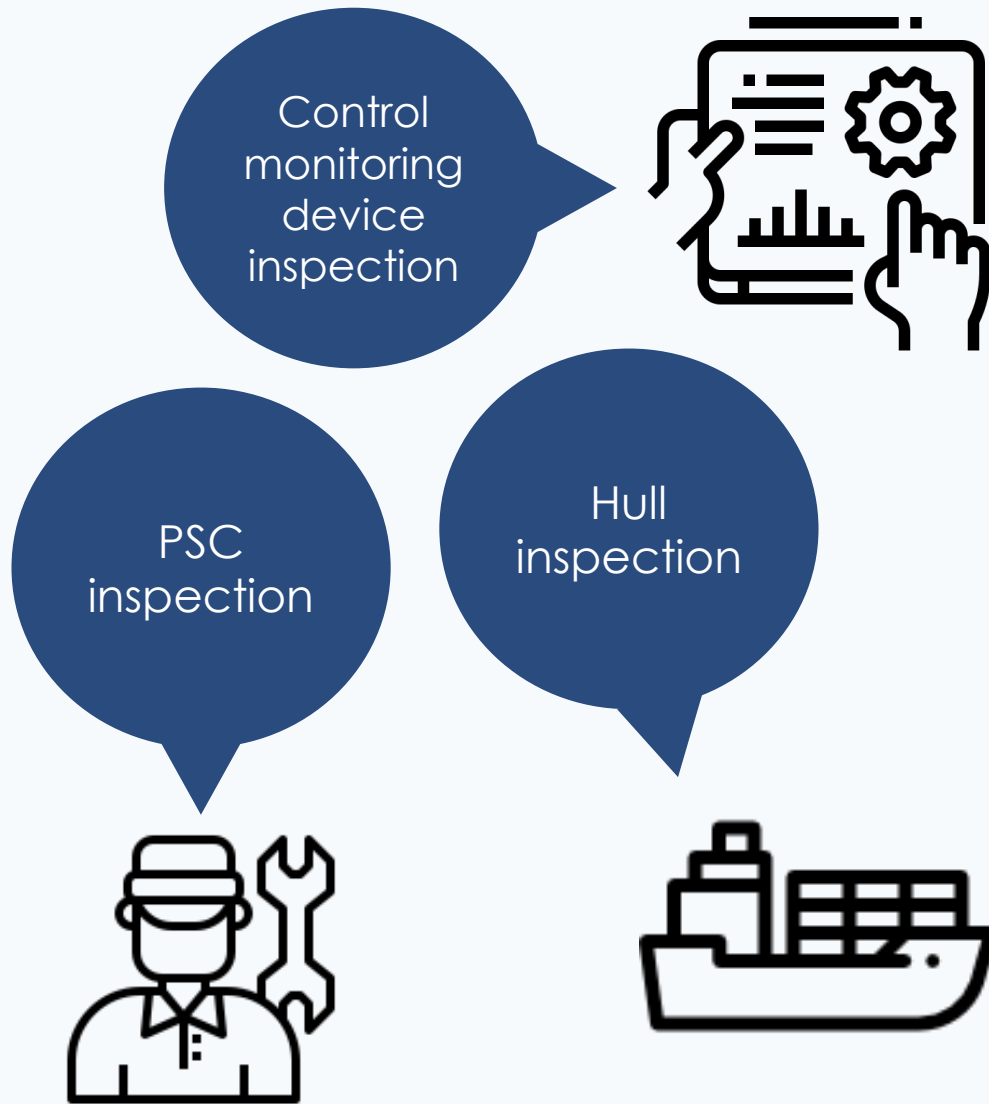 Control
monitoring
device
inspection
PSC
inspection
Hull
inspection